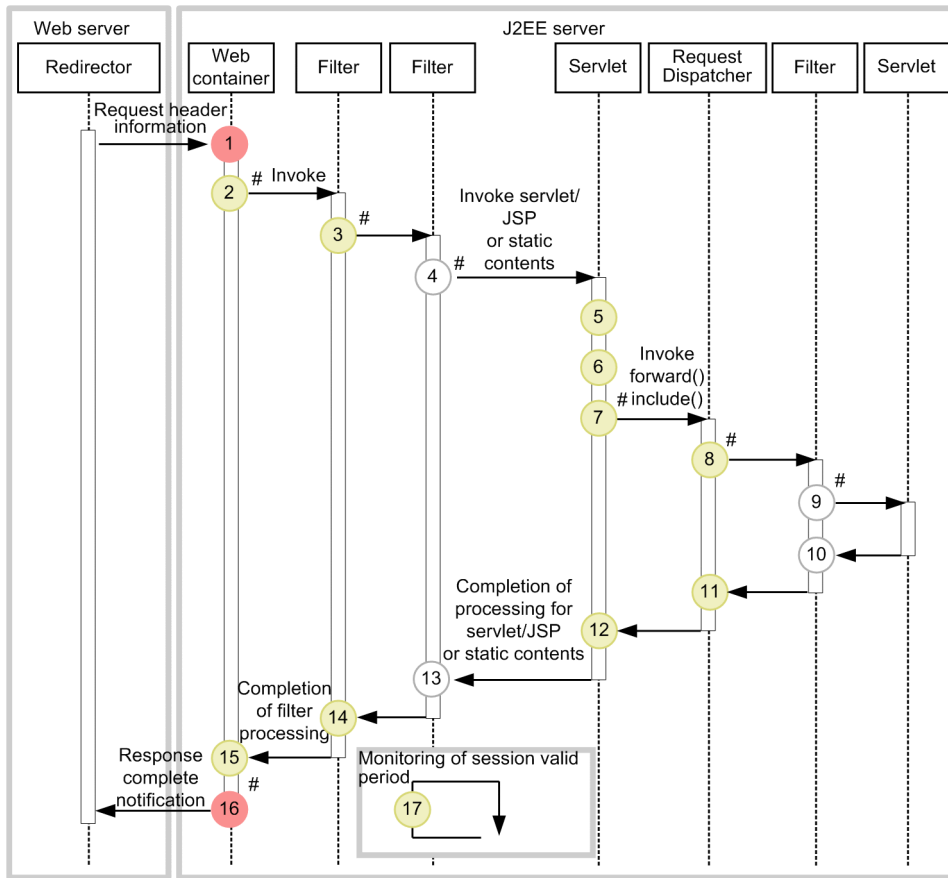 Web server
J2EE server
Redirector
Web
container
Filter
Filter
Servlet
Request
Dispatcher
Filter
Servlet
Request header
information
1
2
# Invoke
3
#
Invoke servlet/
JSP
or static
contents
4
#
5
6
Invoke
forward()
# include()
7
8
#
9
#
10
11
Completion of
processing for
servlet/JSP
or static contents
12
13
Completion
of filter
processing
14
15
Response
complete
notification
#
16
Monitoring of session valid
period
17